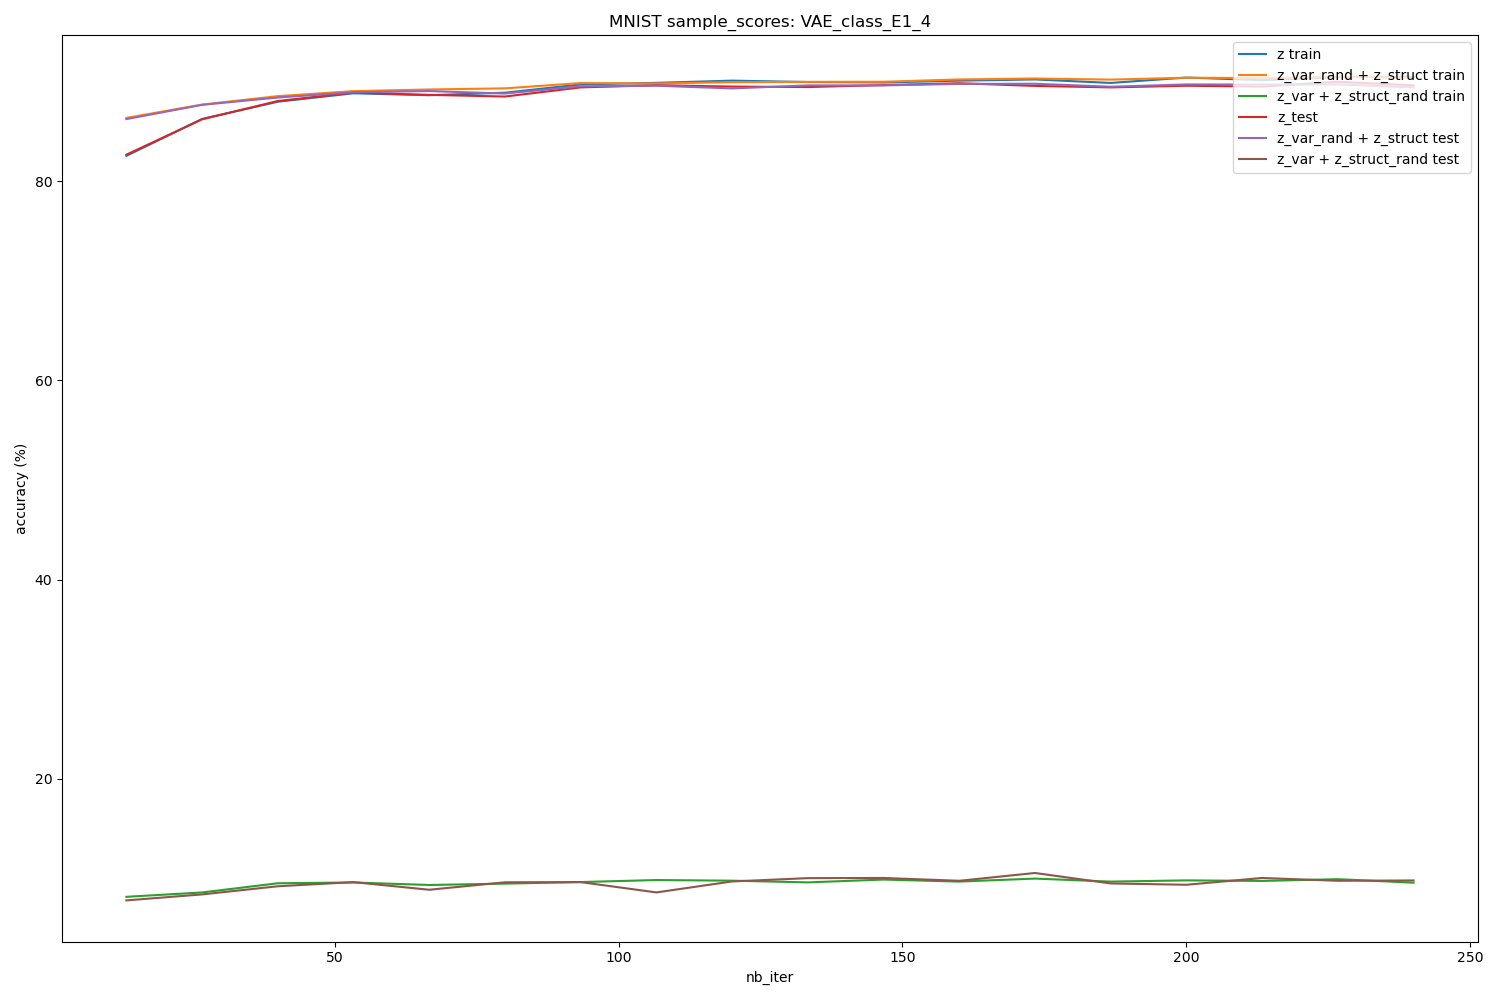 MNIST sample_scores: VAE_class_E1_4
z train
z_var_rand + z_struct train
z_var + z_struct_rand train
z_test
z_var_rand + z_struct test
z_var + z_struct_rand test
accuracy (%)
80
60
40
20
50
100
150
200
250
nb_iter